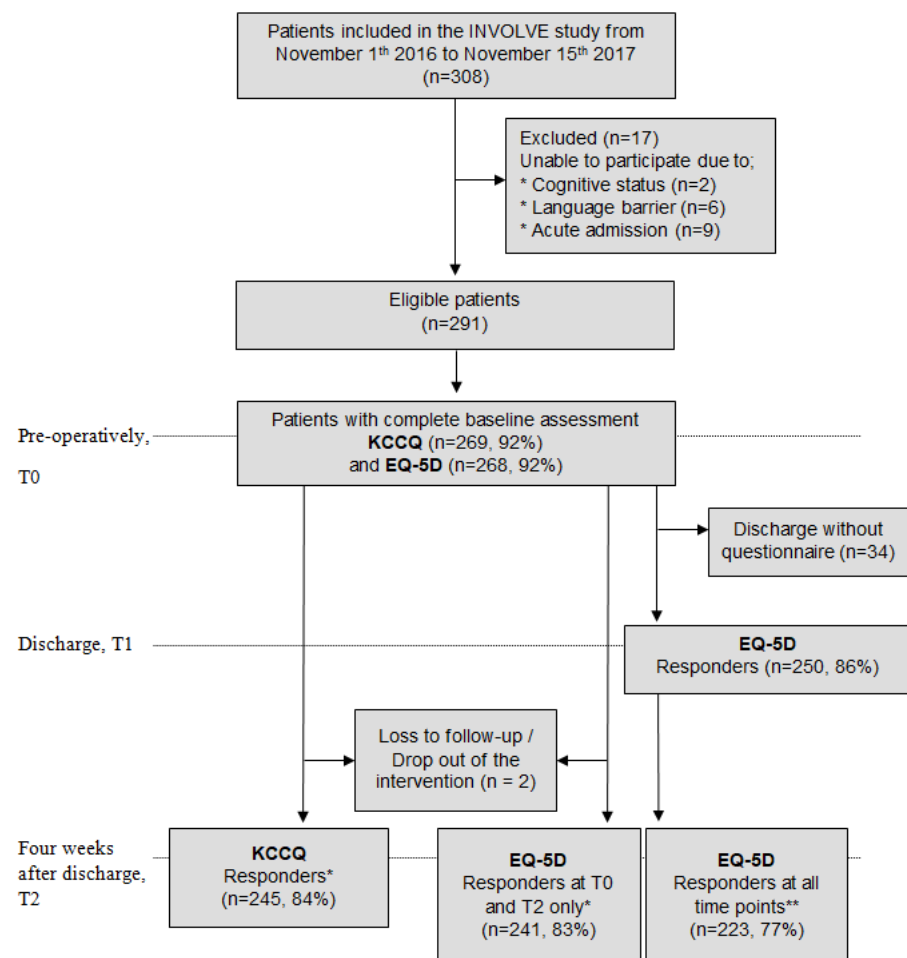 Patients included in the INVOLVE study from
November 1th 2016 to November 15th 2017
(n=308)
Excluded (n=17)
Unable to participate due to;
* Cognitive status (n=2)
* Language barrier (n=6)
* Acute admission (n=9)
Eligible patients
(n=291)
Pre-operatively,
T0
Patients with complete baseline assessment
KCCQ (n=269, 92%)
and EQ-5D (n=268, 92%)
Discharge without
questionnaire (n=34)
Discharge, T1
EQ-5D
Responders (n=250, 86%)
Loss to follow-up /
Drop out of the
intervention (n = 2)
Four weeks
after discharge,
T2
KCCQ
Responders*
(n=245, 84%)
EQ-5D
Responders at T0
and T2 only*
(n=241, 83%)
EQ-5D
Responders at all
time points**
(n=223, 77%)